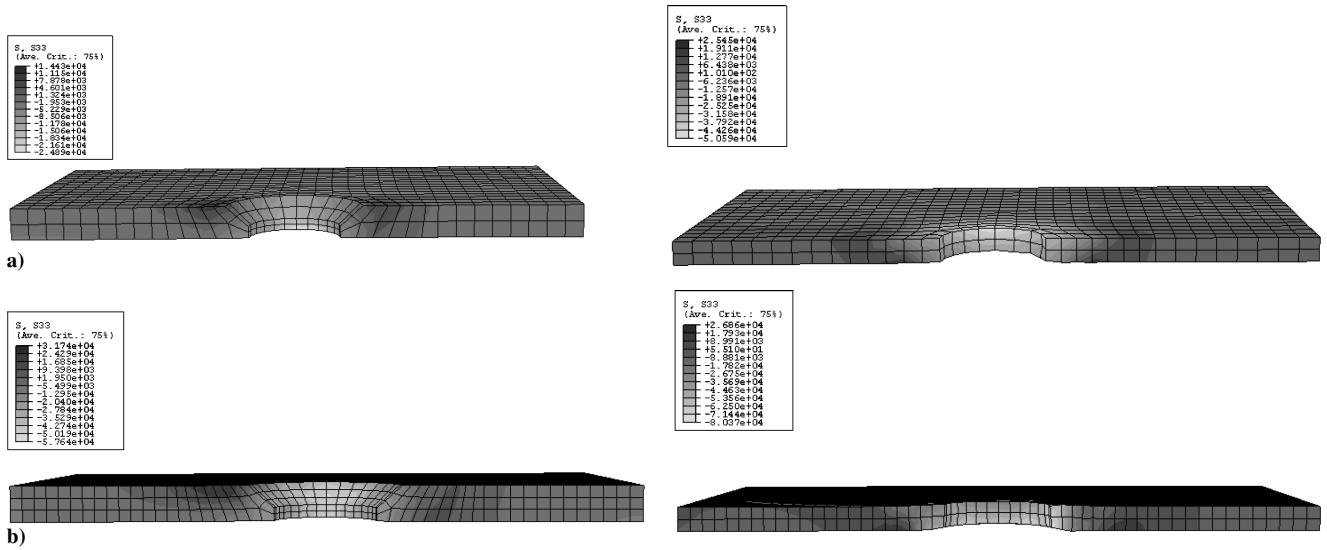 S, S33
(Ave. Crit.: 75%)
+1.443e+04
+1.115e+04
+7.878e+03
+4.601e+03
+1.324e+03
-1.953e+03
-5.229e+03
-8.506e+03
-1.178e+04
-1.506e+04
-1.834e+04
-2.161e+04
-2.489e+04
S, S33
(Ave. Crit.: 75%)
+2.545e+04
+1.911e+04
+1.277e+04
+6.438e+03
+1.010e+02
-6.236e+03
-1.257e+04
-1.891e+04
-2.525e+04
-3.158e+04
-3.792e+04
-4.426e+04
-5.059e+04
a)
S, S33
(Ave. Crit.: 75%)
+3.174e+04
+2.429e+04
+1.685e+04
+9.398e+03
+1.950e+03
-5.499e+03
-1.295e+04
-2.040e+04
-2.784e+04
-3.529e+04
-4.274e+04
-5.019e+04
-5.764e+04
S, S33
(Ave. Crit.: 75%)
+2.686e+04
+1.793e+04
+8.991e+03
+5.510e+01
-8.881e+03
-1.782e+04
-2.675e+04
-3.569e+04
-4.463e+04
-5.356e+04
-6.250e+04
-7.144e+04
-8.037e+04
b)